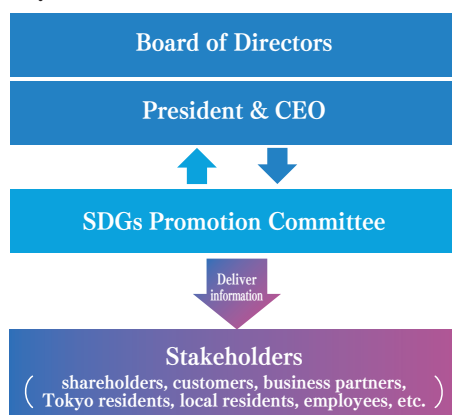 Board of Directors
President & CEO
SDGs Promotion Committee
Deliver
information
Stakeholders
( shareholders, customers, business partners,
Tokyo residents, local residents, employees, etc. )